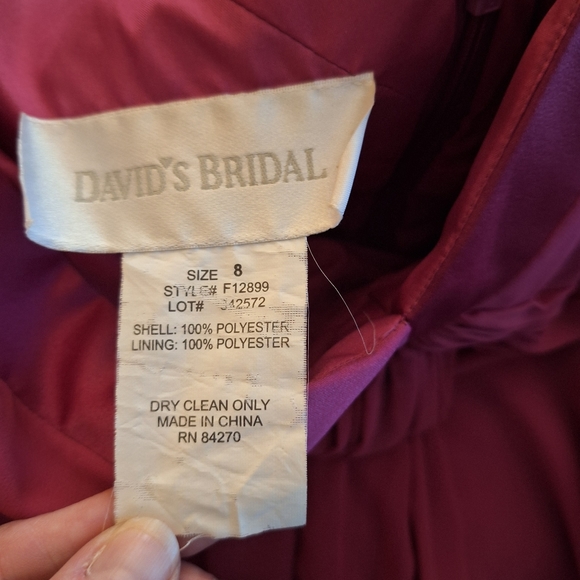 DAVID'S BRIDAL
SIZE 8
STYLE# F12899
LOT# 342572
SHELL: 100% POLYESTER
LINING: 100% POLYESTER
DRY CLEAN ONLY
MADE IN CHINA
RN 84270